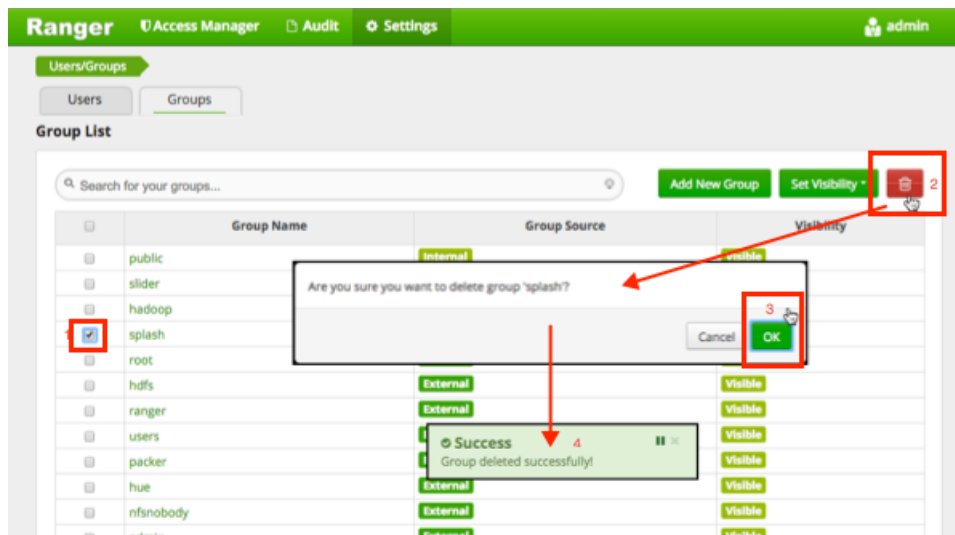 Ranger Access Manager Audit Settings admin
Users/Groups
Users Groups
Group List
Search for your groups... Add New Group Set Visibility 2
Group Name Group Source Visibility
public Internal Visible
slider Are you sure you want to delete group 'splash'?
hadoop 3
1 splash Cancel OK
root
hdfs External Visible
ranger External Visible
users Visible
Success 4
packer Group deleted successfully! Visible
hue External Visible
nfsnobody External Visible